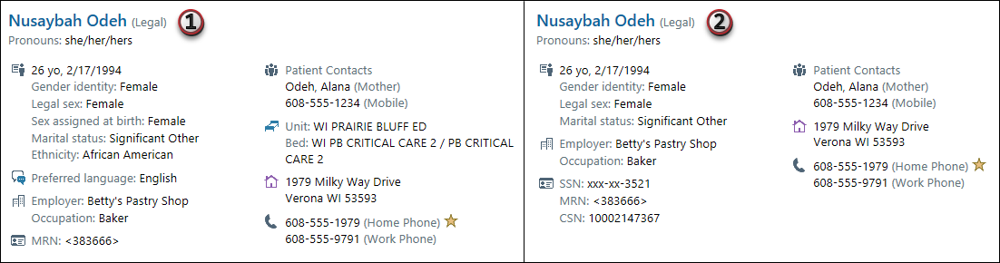 Nusaybah Odeh (Legal) 1
Pronouns: she/her/hers
26 yo, 2/17/1994
Gender identity: Female
Legal sex: Female
Sex assigned at birth: Female
Marital status: Significant Other
Ethnicity: African American
Preferred language: English
Employer: Betty's Pastry Shop
Occupation: Baker
MRN: <383666>
Patient Contacts
Odeh, Alana (Mother)
608-555-1234 (Mobile)
Unit: WI PRAIRIE BLUFF ED
Bed: WI PB CRITICAL CARE 2 / PB CRITICAL
CARE 2
1979 Milky Way Drive
Verona WI 53593
608-555-1979 (Home Phone)
608-555-9791 (Work Phone)
Nusaybah Odeh (Legal) 2
Pronouns: she/her/hers
26 yo, 2/17/1994
Gender identity: Female
Legal sex: Female
Marital status: Significant Other
Employer: Betty's Pastry Shop
Occupation: Baker
SSN: xxx-xx-3521
MRN: <383666>
CSN: 10002147367
Patient Contacts
Odeh, Alana (Mother)
608-555-1234 (Mobile)
1979 Milky Way Drive
Verona WI 53593
608-555-1979 (Home Phone)
608-555-9791 (Work Phone)